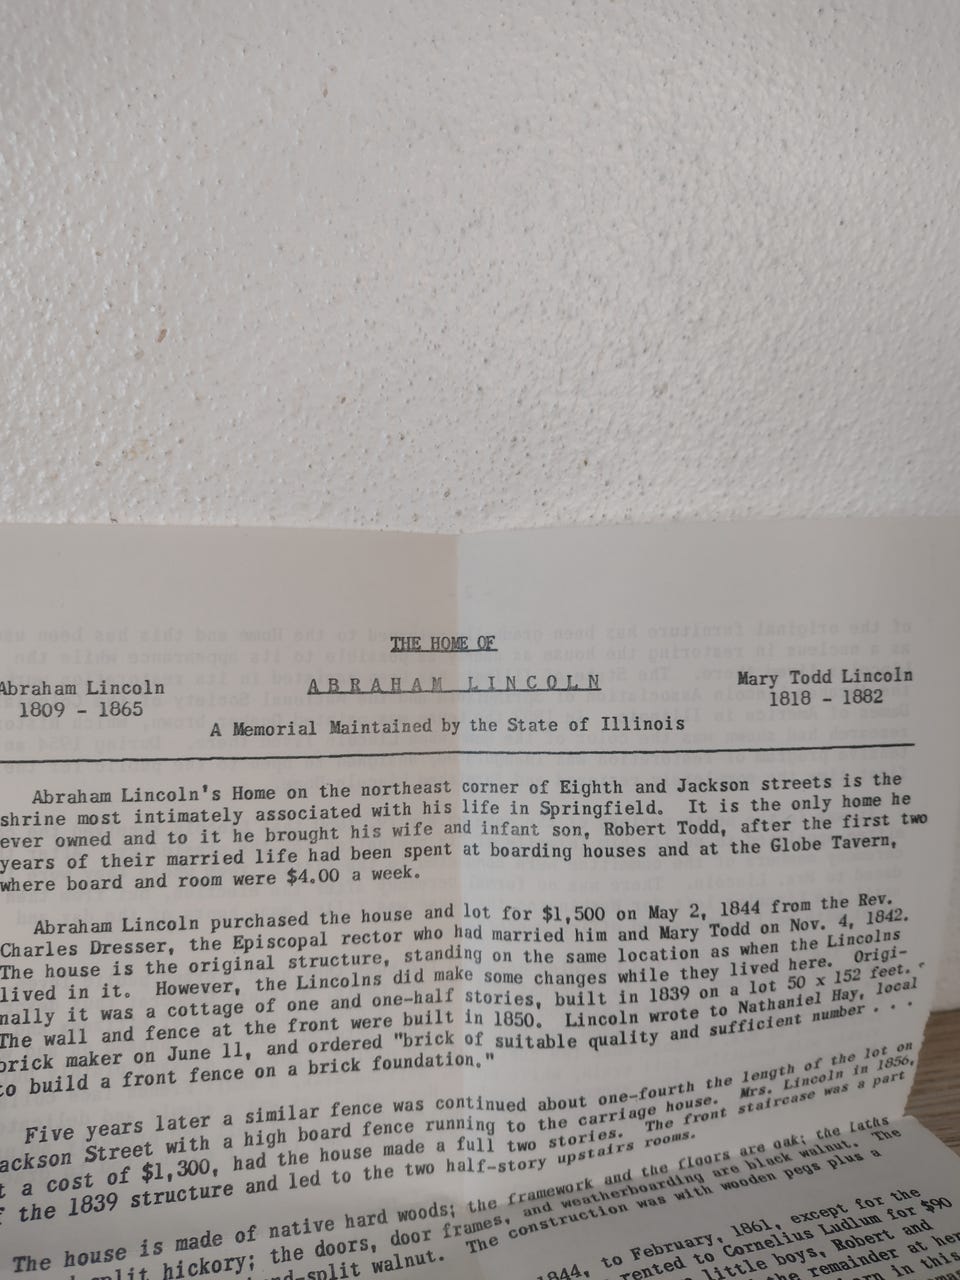 THE HOME OF
Abraham Lincoln ABRAHAM LINCOLN Mary Todd Lincoln
1809 - 1865 1818 - 1882
A Memorial Maintained by the State of Illinois
Abraham Lincoln's Home on the northeast corner of Eighth and Jackson streets is the
shrine most intimately associated with his life in Springfield. It is the only home he
ever owned and to it he brought his wife and infant son, Robert Todd, after the first two
years of their married life had been spent at boarding houses and at the Globe Tavern,
where board and room were $4.00 a week.
Abraham Lincoln purchased the house and lot for $1,500 on May 2, 1844 from the Rev.
Charles Dresser, the Episcopal rector who had married him and Mary Todd on Nov. 4, 1842.
The house is the original structure, standing on the same location as when the Lincolns
lived in it. However, the Lincolns did make some changes while they lived here. Origi-
nally it was a cottage of one and one-half stories, built in 1839 on a lot 50 x 152 feet.
The wall and fence at the front were built in 1850. Lincoln wrote to Nathaniel Hay, local
brick maker on June 11, and ordered "brick of suitable quality and sufficient number . . .
to build a front fence on a brick foundation."
Five years later a similar fence was continued about one-fourth the length of the lot on
ackson Street with a high board fence running to the carriage house. Mrs. Lincoln in 1856,
t a cost of $1,300, had the house made a full two stories. The front staircase was a part
f the 1839 structure and led to the two half-story upstairs rooms.
The house is made of native hard woods; the framework and the floors are oak; the laths
split hickory; the doors, door frames, and weatherboarding are black walnut. The
nd-split walnut. The construction was with wooden pegs plus a
1844, to February, 1861, except for the
rented to Cornelius Ludlum for $90
little boys, Robert and
the remainder at her
rn in this